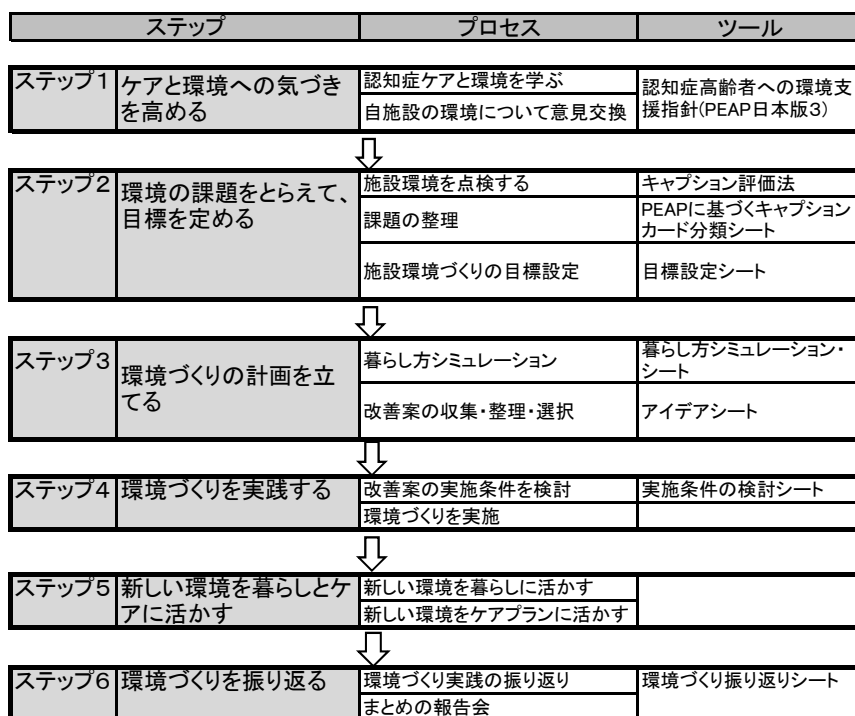 ステップ プロセス ツール
ステップ1 ケアと環境への気づきを高める
認知症ケアと環境を学ぶ
自施設の環境について意見交換
認知症高齢者への環境支
援指針(PEAP日本版3)
ステップ2 環境の課題をとらえて、
目標を定める
施設環境を点検する
キャプション評価法
課題の整理
PEAPに基づくキャプション
カード分類シート
施設環境づくりの目標設定
目標設定シート
ステップ3 環境づくりの計画を立
てる
暮らし方シミュレーション
暮らし方シミュレーション・
シート
改善案の収集・整理・選択
アイデアシート
ステップ4 環境づくりを実践する
改善案の実施条件を検討
実施条件の検討シート
環境づくりを実施
ステップ5 新しい環境を暮らしとケ
アに活かす
新しい環境を暮らしに活かす
新しい環境をケアプランに活かす
ステップ6 環境づくりを振り返る
環境づくり実践の振り返り
環境づくり振り返りシート
まとめの報告会